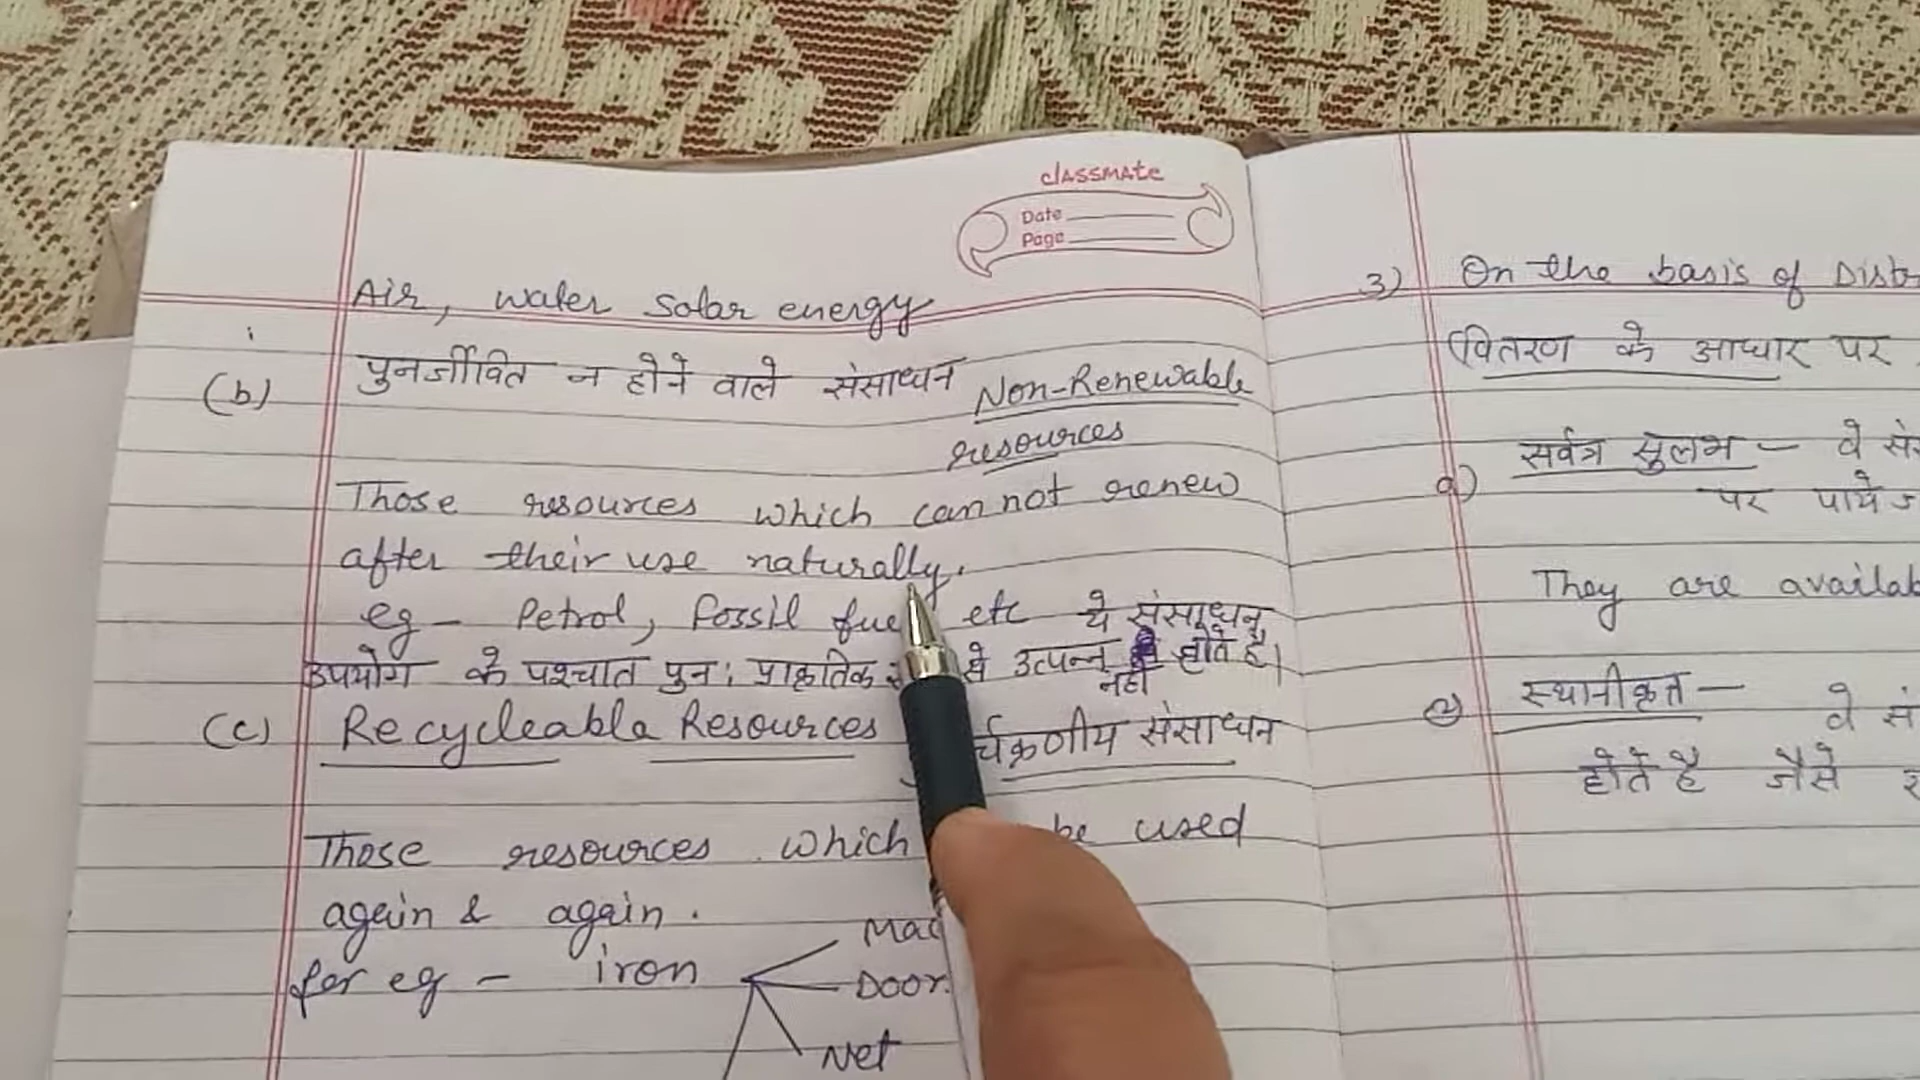 classmate
Date
Page
Air, water solar energy
(b) पुनर्जीवित न होने वाले संसाधन Non-Renewable
resources
Those resources which can not renew
after their use naturally.
eg - Petrol, fossil fue etc ये संसाधन
उपयोग के पश्चात पुनः प्राकृतिक से उत्पन्न नहीं होते है।
(c) Recycleable Resources र्चक्रणीय संसाधन
Those resources which be used
again & again.
for eg - iron
Door
Net
3) On the basis of
वितरण के आधार पर
a) सर्वत्र सुलभ - वे
पर पाये
They are
स्थानीकृत - वे
होते है जैसे